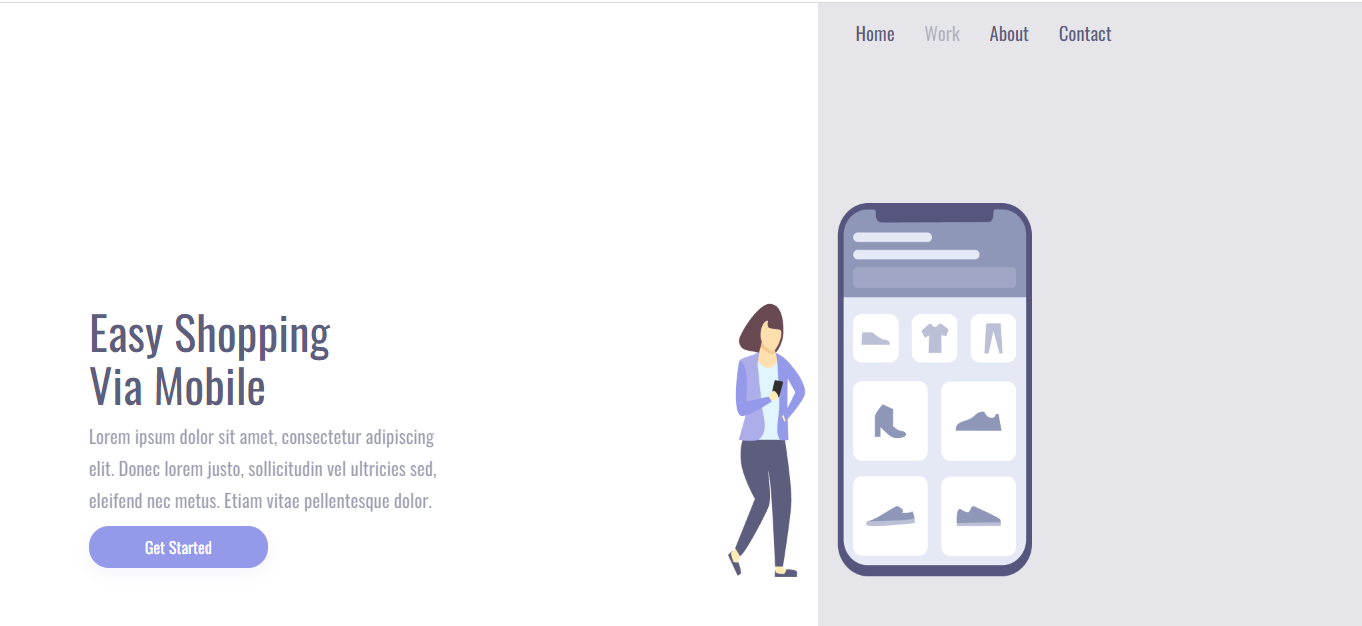 Home Work About Contact
Easy Shopping
Via Mobile
Lorem ipsum dolor sit amet, consectetur adipiscing
elit. Donec lorem justo, sollicitudin vel ultricies sed,
eleifend nec metus. Etiam vitae pellentesque dolor.
Get Started